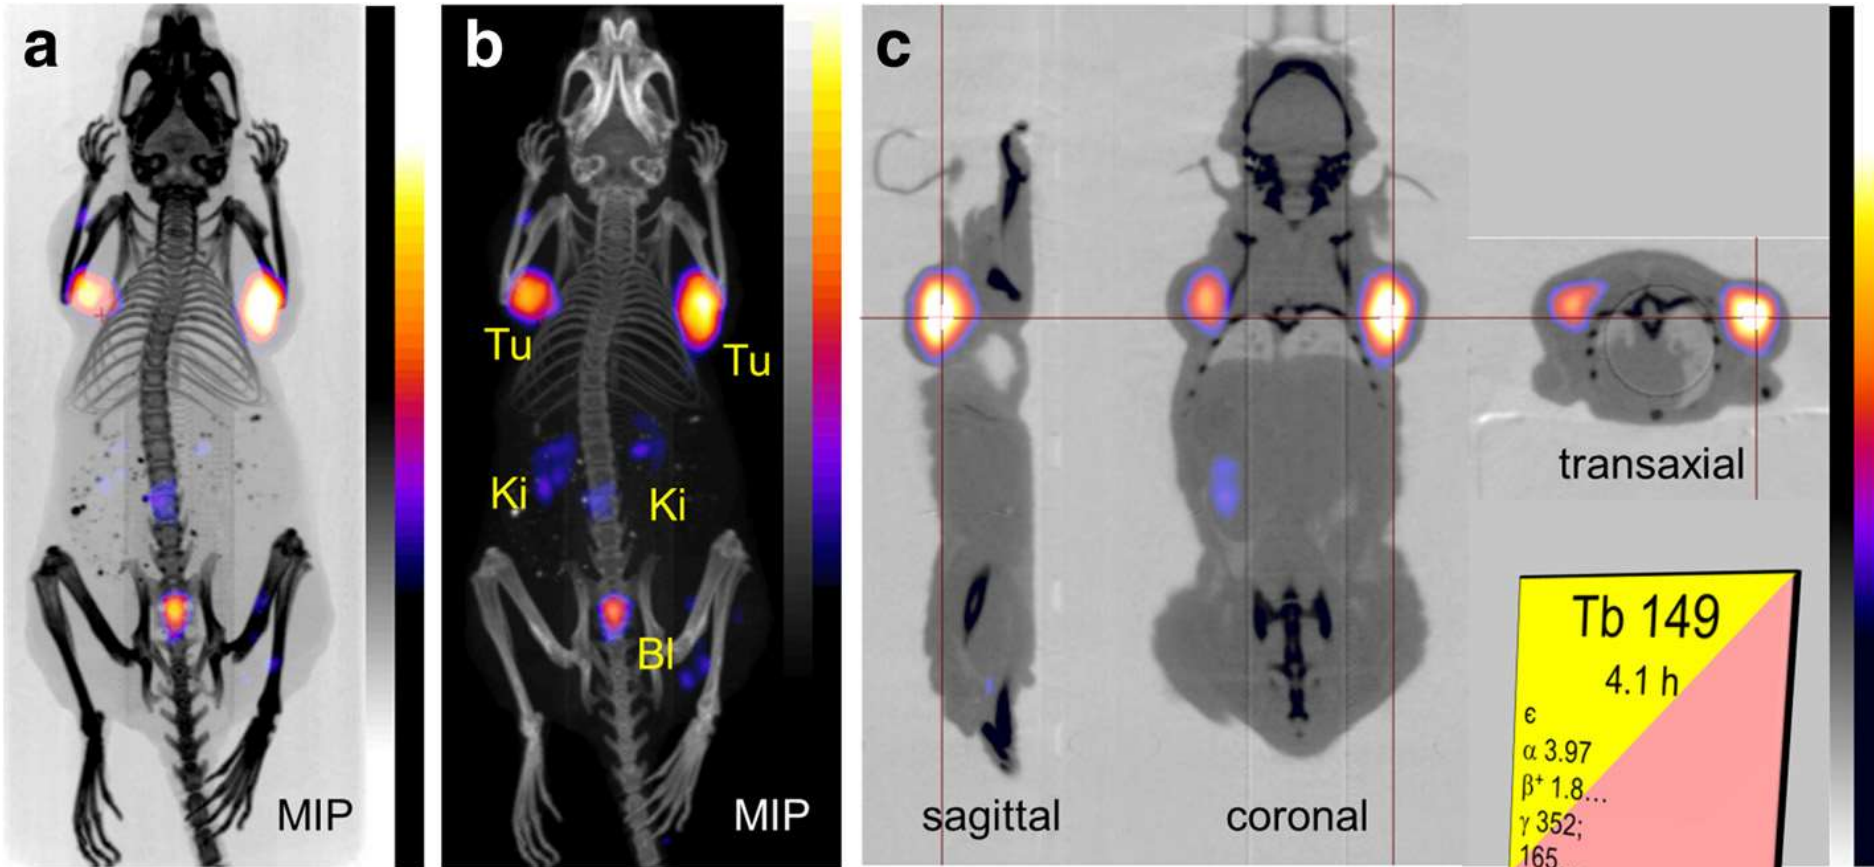 a
MIP
b
Tu
Tu
Ki
Ki
Bl
MIP
c
sagittal
coronal
transaxial
Tb 149
4.1 h
ϵ
α 3.97
β⁺ 1.8...
γ 352;
165...